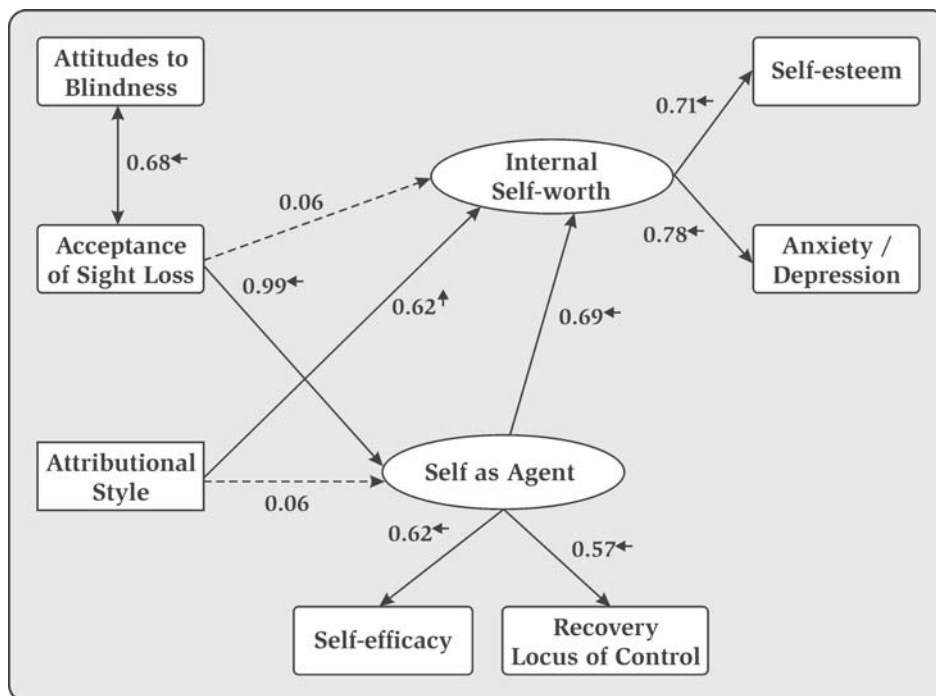 Attitudes to
Blindness
Self-esteem
0.71
0.68
Internal
Self-worth
0.06
0.78
Acceptance
of Sight Loss
Anxiety /
Depression
0.99
0.62
0.69
Attributional
Style
Self as Agent
0.06
0.62
0.57
Self-efficacy
Recovery
Locus of Control